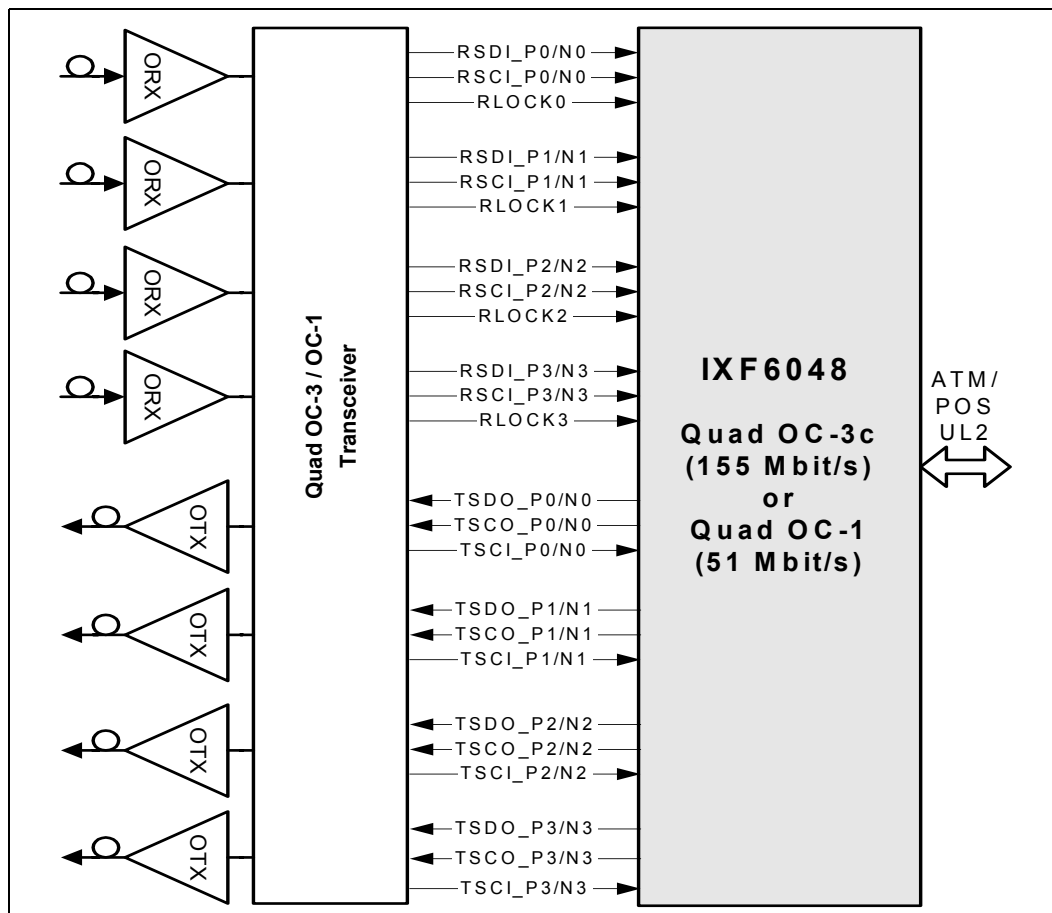 ORX
ORX
ORX
ORX
OTX
OTX
OTX
OTX
Quad OC-3 / OC-1
Transceiver
RSDI_P0/N0
RSCI_P0/N0
RLOCK0
RSDI_P1/N1
RSCI_P1/N1
RLOCK1
RSDI_P2/N2
RSCI_P2/N2
RLOCK2
RSDI_P3/N3
RSCI_P3/N3
RLOCK3
TSDO_P0/N0
TSCO_P0/N0
TSCI_P0/N0
TSDO_P1/N1
TSCO_P1/N1
TSCI_P1/N1
TSDO_P2/N2
TSCO_P2/N2
TSCI_P2/N2
TSDO_P3/N3
TSCO_P3/N3
TSCI_P3/N3
IXF6048
Quad OC-3c
(155 Mbit/s)
or
Quad OC-1
(51 Mbit/s)
ATM/
POS
UL2